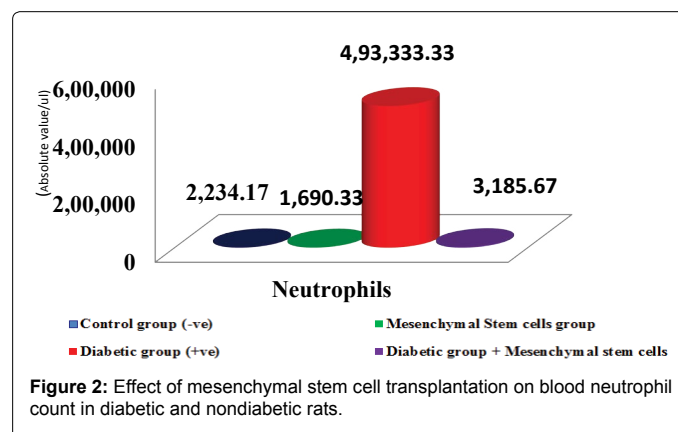 4,93,333.33
6,00,000
(Absolute value/ul)
4,00,000
2,234.17
1,690.33
3,185.67
2,00,000
0
Neutrophils
Control group (-ve)
Mesenchymal Stem cells group
Diabetic group (+ve)
Diabetic group + Mesenchymal stem cells
Figure 2: Effect of mesenchymal stem cell transplantation on blood neutrophil
count in diabetic and nondiabetic rats.